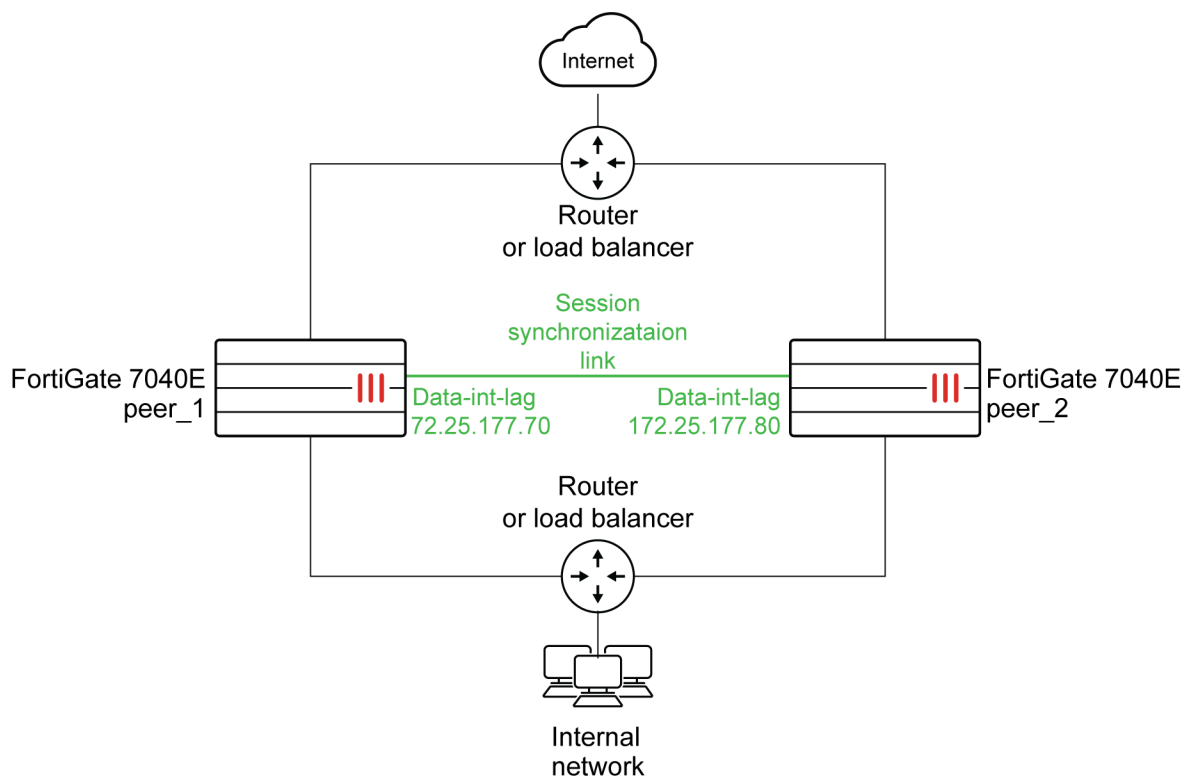 Internet
Router
or load balancer
Session
synchronizataion
link
FortiGate 7040E
peer_1
Data-int-lag
72.25.177.70
Data-int-lag
172.25.177.80
FortiGate 7040E
peer_2
Router
or load balancer
Internal
network